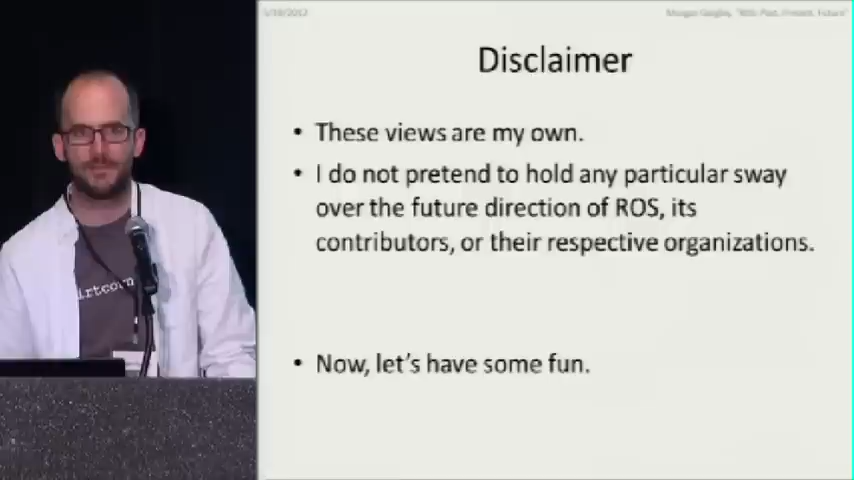 Disclaimer
• These views are my own.
• I do not pretend to hold any particular sway
over the future direction of ROS, its
contributors, or their respective organizations.
• Now, let's have some fun.